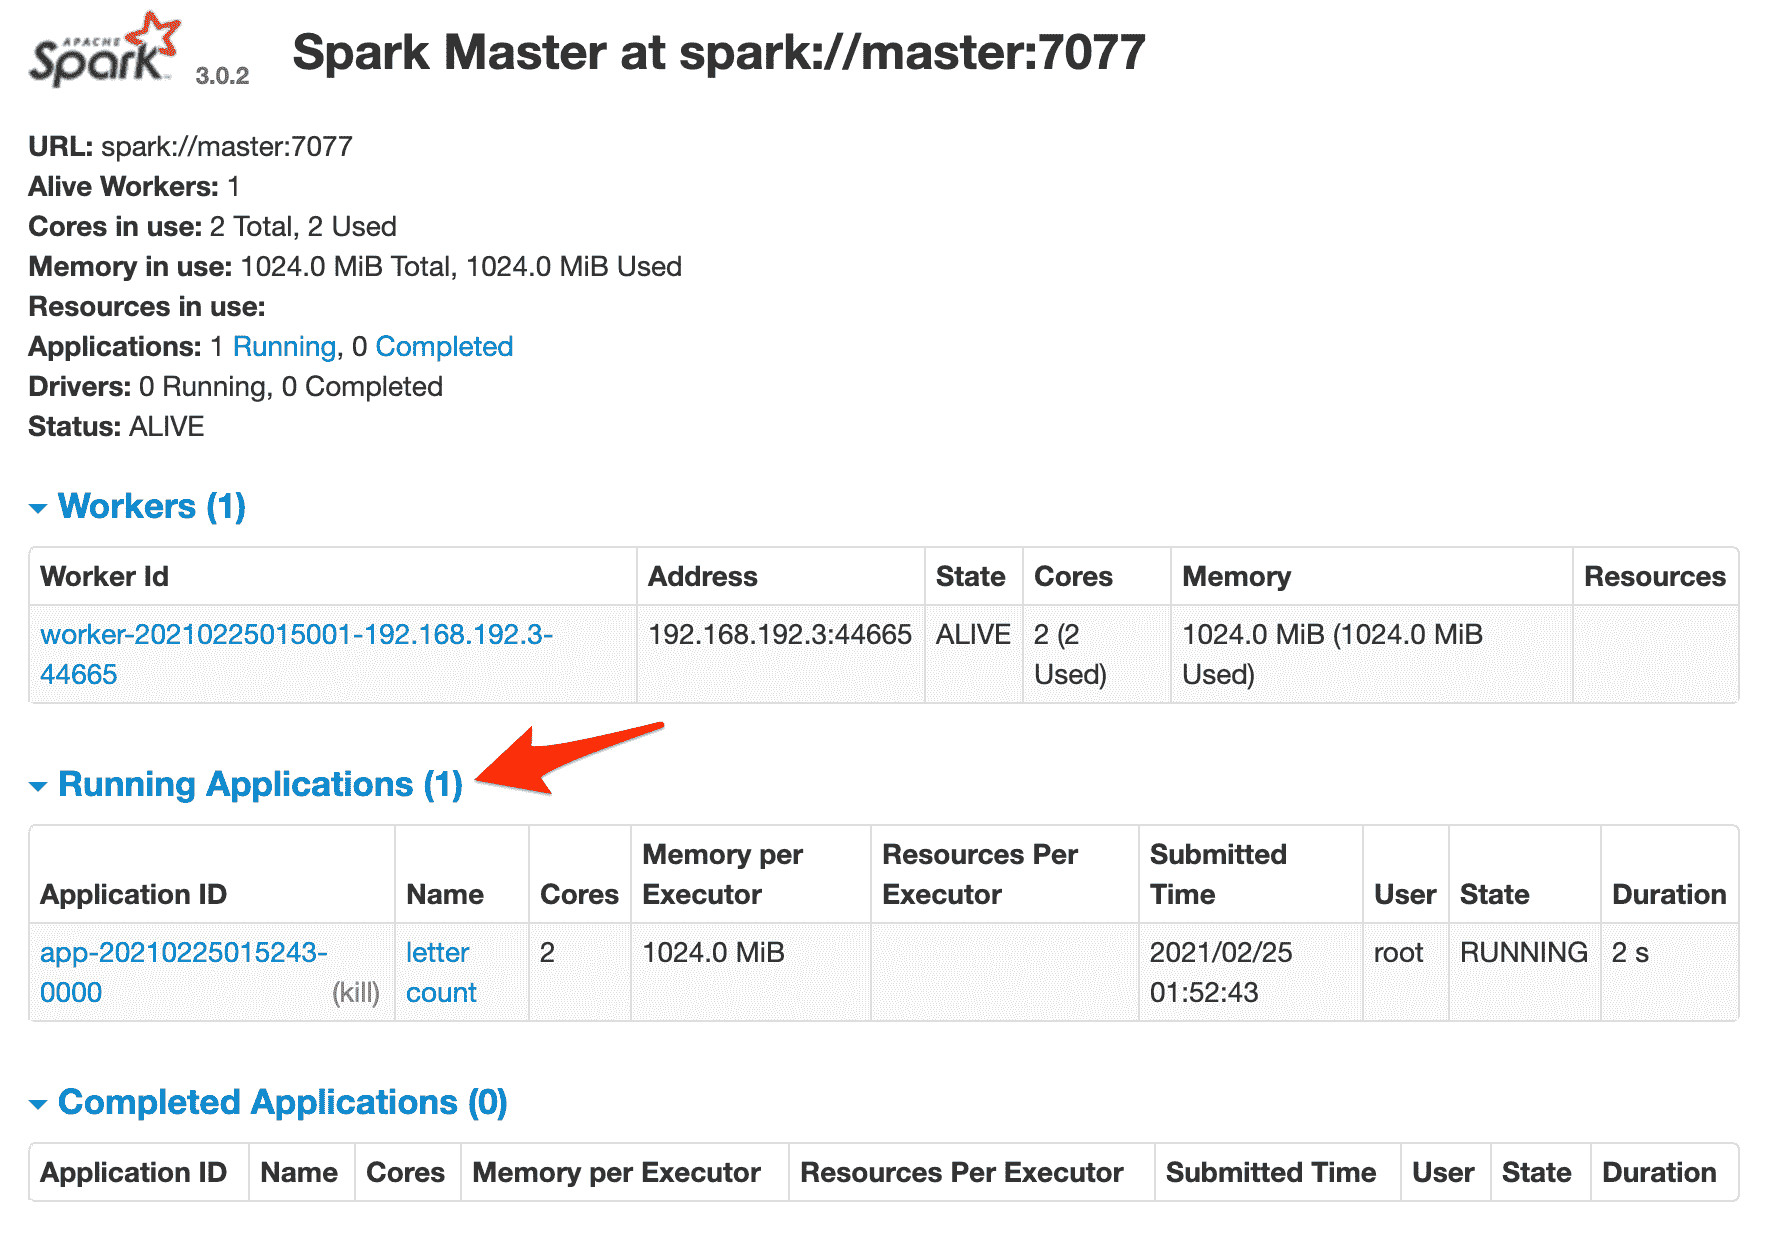 APACHE
Spark 3.0.2
Spark Master at spark://master:7077
URL: spark://master:7077
Alive Workers: 1
Cores in use: 2 Total, 2 Used
Memory in use: 1024.0 MiB Total, 1024.0 MiB Used
Resources in use:
Applications: 1 Running, 0 Completed
Drivers: 0 Running, 0 Completed
Status: ALIVE
Workers (1)
Worker Id Address State Cores Memory Resources
worker-20210225015001-192.168.192.3- 192.168.192.3:44665 ALIVE 2 (2 1024.0 MiB (1024.0 MiB
44665 Used) Used)
Running Applications (1)
Memory per Resources Per Submitted
Application ID Name Cores Executor Executor Time User State Duration
app-20210225015243- letter 2 1024.0 MiB 2021/02/25 root RUNNING 2 s
0000 (kill) count 01:52:43
Completed Applications (0)
Application ID Name Cores Memory per Executor Resources Per Executor Submitted Time User State Duration